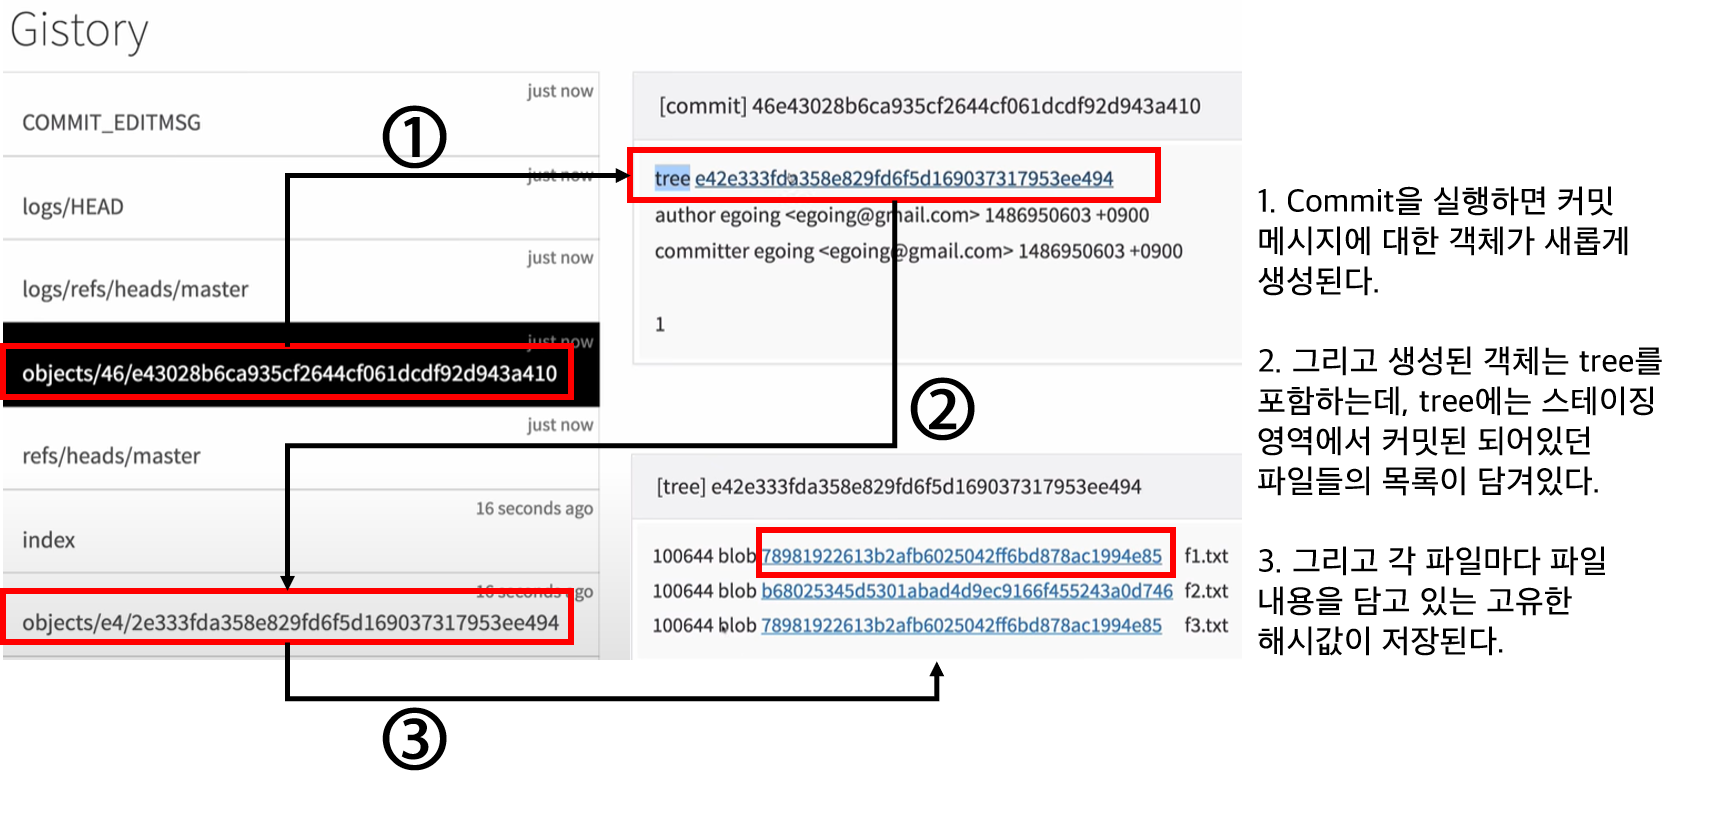 Gistory
just now
COMMIT_EDITMSG
①
just now
logs/HEAD
just now
logs/refs/heads/master
just now
objects/46/e43028b6ca935cf2644cf061dcdf92d943a410
just now
refs/heads/master
16 seconds ago
index
16 seconds ago
objects/e4/2e333fda358e829fd6f5d169037317953ee494
③
[commit] 46e43028b6ca935cf2644cf061dcdf92d943a410
tree e42e333fda358e829fd6f5d169037317953ee494
author egoing <egoing@gmail.com> 1486950603 +0900
committer egoing <egoing@gmail.com> 1486950603 +0900
1
②
[tree] e42e333fda358e829fd6f5d169037317953ee494
100644 blob 78981922613b2afb6025042ff6bd878ac1994e85 f1.txt
100644 blob b68025345d5301abad4d9ec9166f455243a0d746 f2.txt
100644 blob 78981922613b2afb6025042ff6bd878ac1994e85 f3.txt
1. Commit을 실행하면 커밋
메시지에 대한 객체가 새롭게
생성된다.
2. 그리고 생성된 객체는 tree를
포함하는데, tree에는 스테이징
영역에서 커밋된 되어있던
파일들의 목록이 담겨있다.
3. 그리고 각 파일마다 파일
내용을 담고 있는 고유한
해시값이 저장된다.